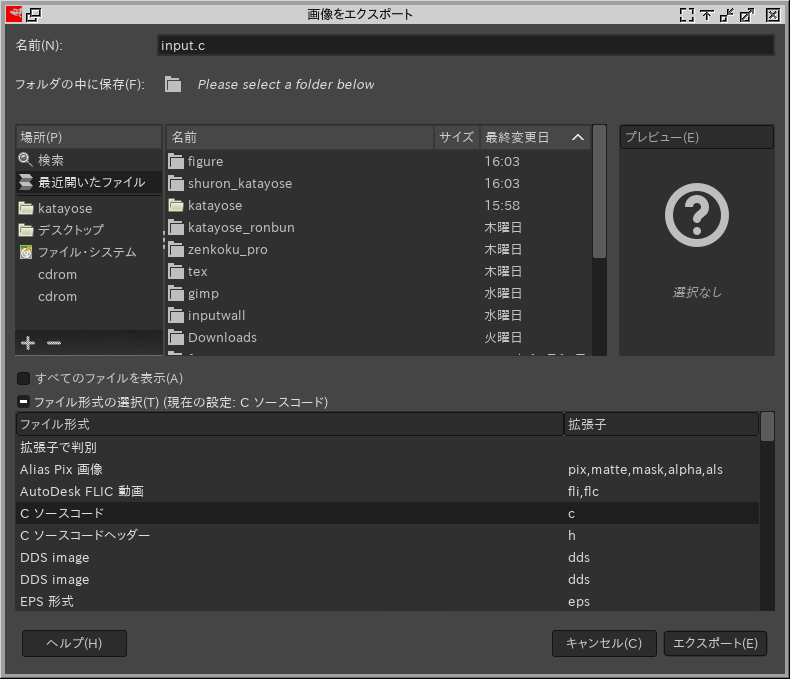 画像をエクスポート
名前(N): input.c
フォルダの中に保存(F): Please select a folder below
場所(P)
検索
最近開いたファイル
katayose
デスクトップ
ファイル・システム
cdrom
cdrom
名前 サイズ 最終変更日
figure 16:03
shuron_katayose 16:03
katayose 15:58
katayose_ronbun 木曜日
zenkoku_pro 木曜日
tex 木曜日
gimp 水曜日
inputwall 水曜日
Downloads 火曜日
プレビュー(E)
選択なし
すべてのファイルを表示(A)
ファイル形式の選択(T) (現在の設定: C ソースコード)
ファイル形式 拡張子
拡張子で判別
Alias Pix 画像 pix,matte,mask,alpha,als
AutoDesk FLIC 動画 fli,flc
C ソースコード c
C ソースコードヘッダー h
DDS image dds
DDS image dds
EPS 形式 eps
ヘルプ(H) キャンセル(C) エクスポート(E)